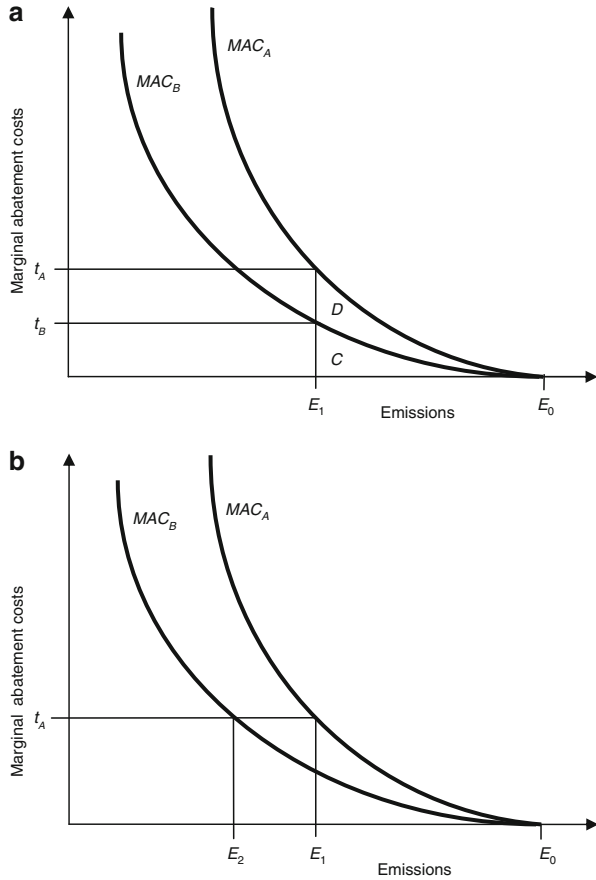 a
MAC_B
MAC_A
Marginal abatement costs
t_A
t_B
D
C
E_1
Emissions
E_0
b
MAC_B
MAC_A
Marginal abatement costs
t_A
E_2
E_1
Emissions
E_0